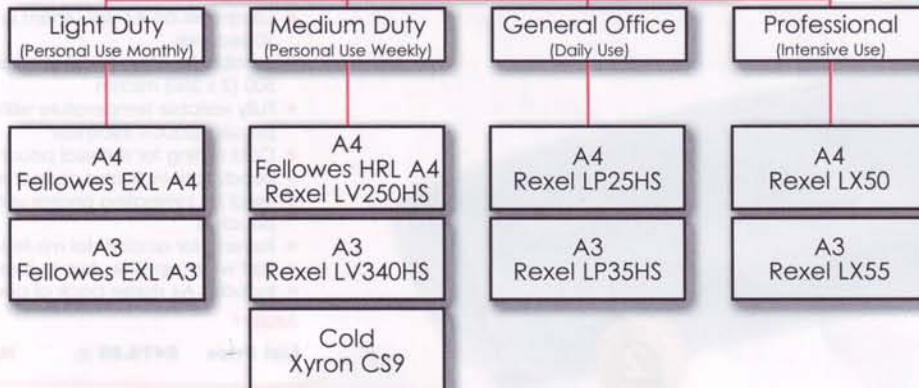 Light Duty
(Personal Use Monthly)
Medium Duty
(Personal Use Weekly)
General Office
(Daily Use)
Professional
(Intensive Use)
A4
Fellowes EXL A4
A4
Fellowes HRL A4
Rexel LV250HS
A4
Rexel LP25HS
A4
Rexel LX50
A3
Fellowes EXL A3
A3
Rexel LV340HS
A3
Rexel LP35HS
A3
Rexel LX55
Cold
Xyron CS9